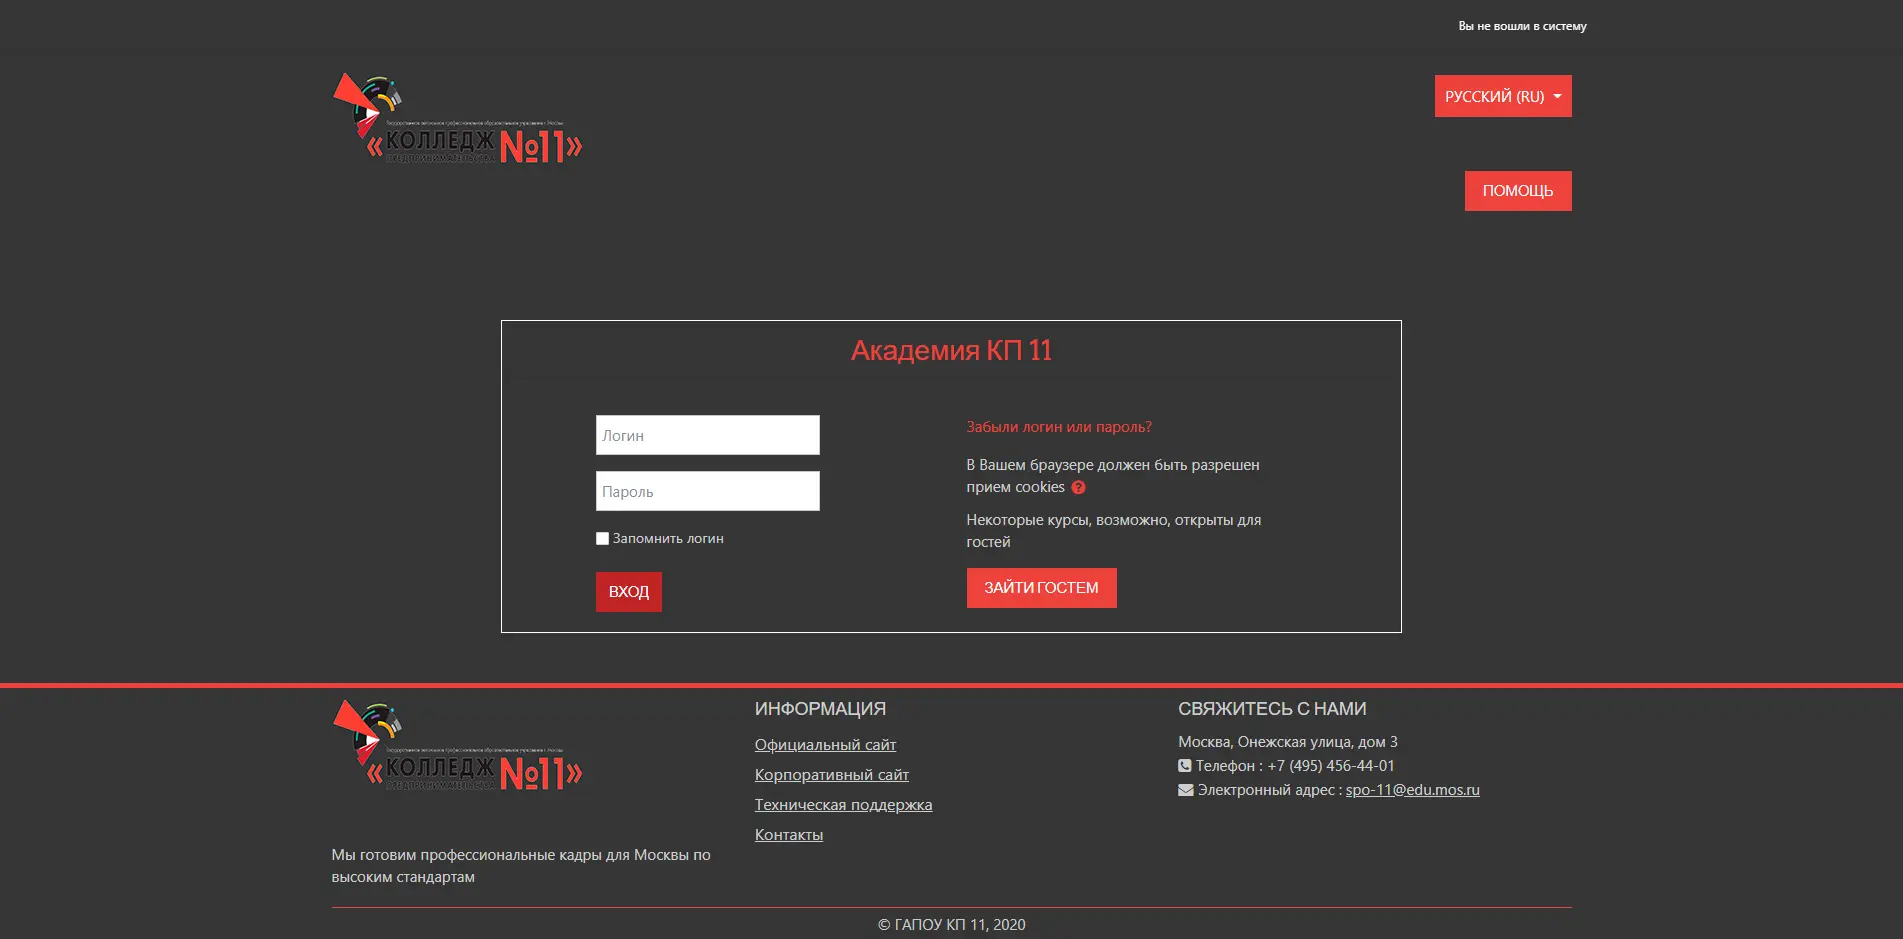 Вы не вошли в систему
РУССКИЙ (RU)
КОЛЛЕДЖ
ПРЕДПРИНИМАТЕЛЬСТВА
«№11»
ПОМОЩЬ
Академия КП 11
Логин
Пароль
Запомнить логин
ВХОД
Забыли логин или пароль?
В Вашем браузере должен быть разрешен
прием cookies
Некоторые курсы, возможно, открыты для
гостей
ЗАЙТИ ГОСТЕМ
КОЛЛЕДЖ
ПРЕДПРИНИМАТЕЛЬСТВА
«№11»
Мы готовим профессиональные кадры для Москвы по
высоким стандартам
ИНФОРМАЦИЯ
Официальный сайт
Корпоративный сайт
Техническая поддержка
Контакты
СВЯЖИТЕСЬ С НАМИ
Москва, Онежская улица, дом 3
Телефон : +7 (495) 456-44-01
Электронный адрес : spo-11@edu.mos.ru
© ГАПОУ КП 11, 2020